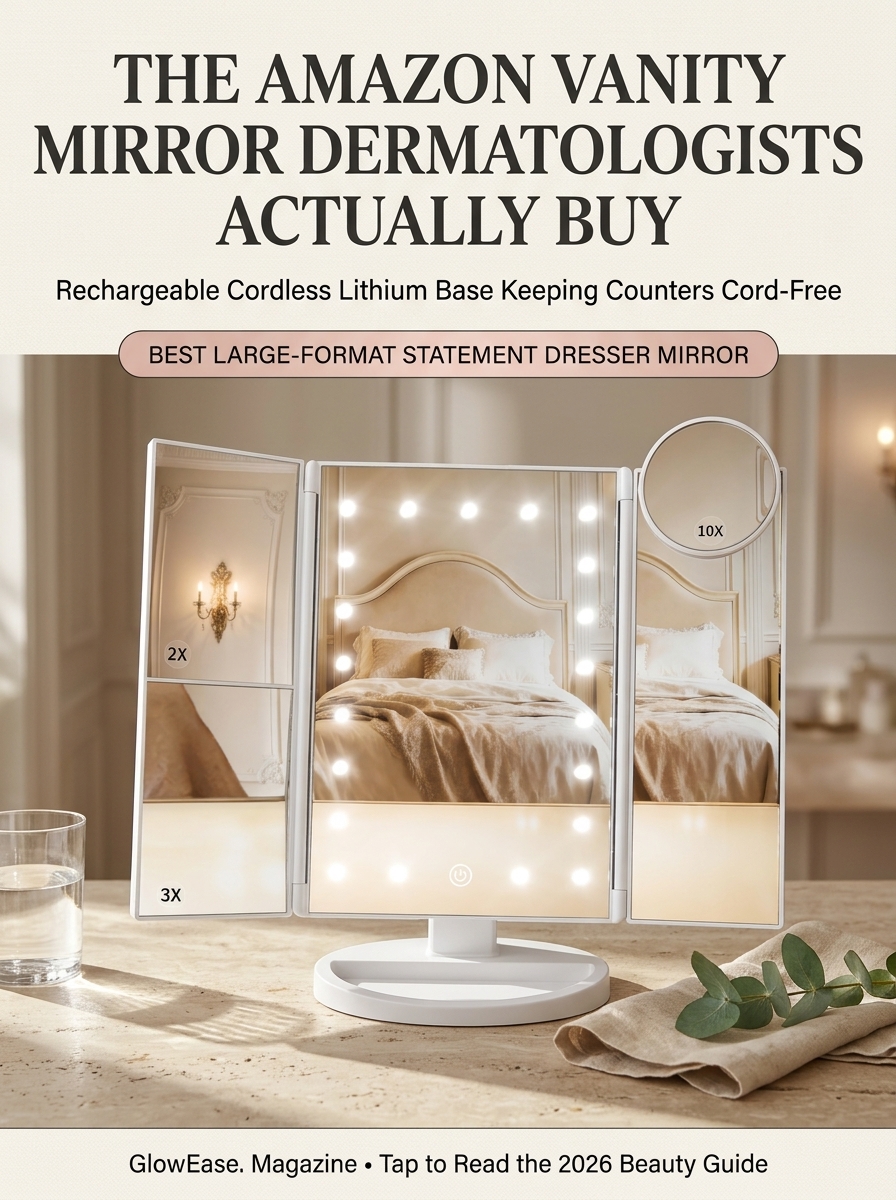 THE AMAZON VANITY
MIRROR DERMATOLOGISTS
ACTUALLY BUY
Rechargeable Cordless Lithium Base Keeping Counters Cord-Free
BEST LARGE-FORMAT STATEMENT DRESSER MIRROR
10X
2X
3X
GlowEase. Magazine • Tap to Read the 2026 Beauty Guide